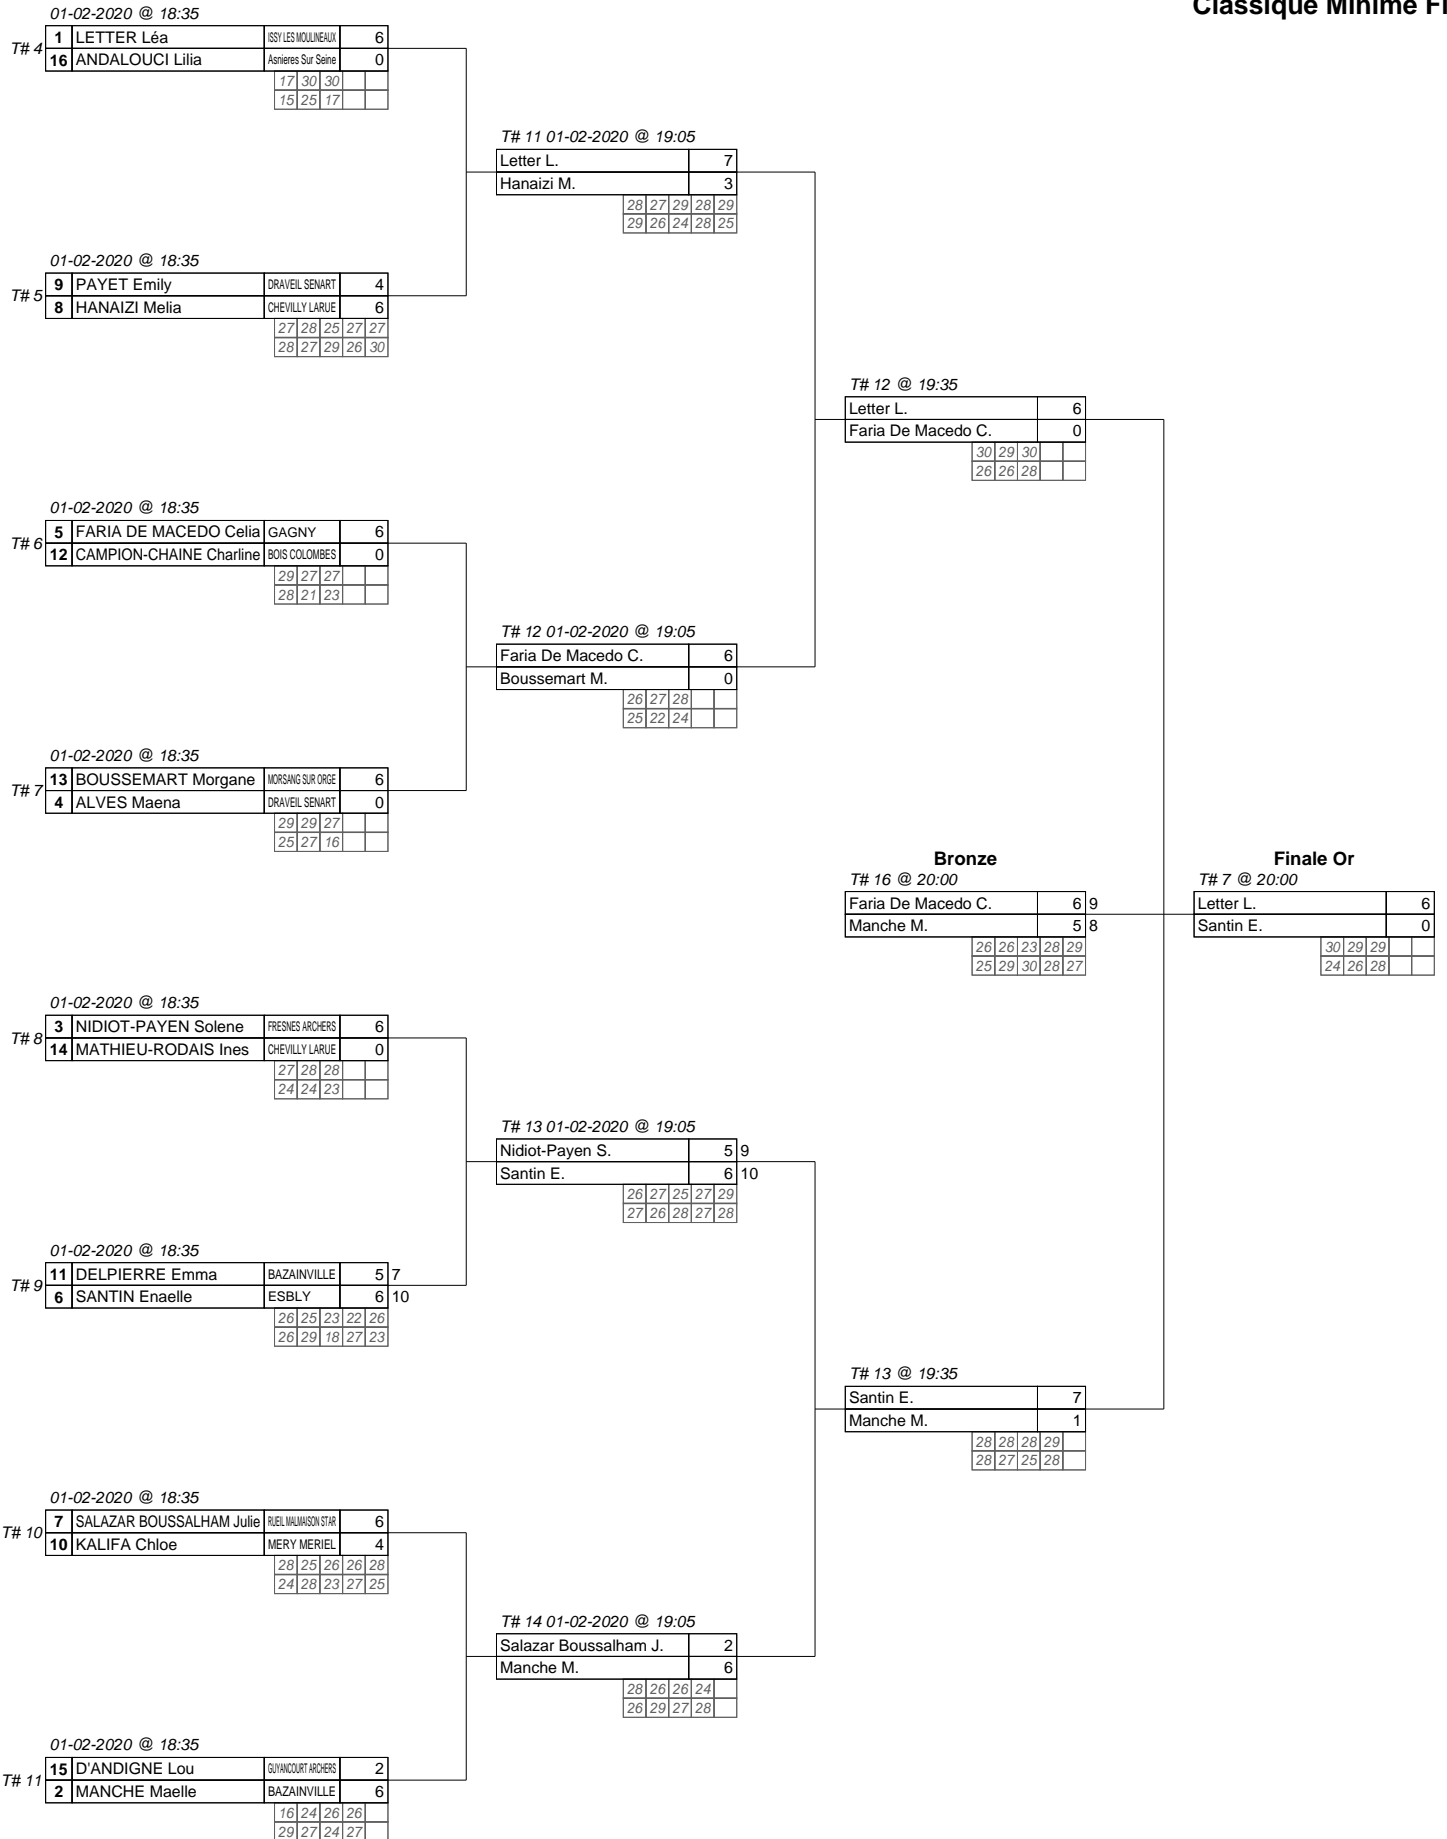 Classique Minime F
01-02-2020 @ 18:35
T# 4
1 LETTER Léa ISSY LES MOULINEAUX 6
16 ANDALOUCI Lilia Asnieres Sur Seine 0
17 30 30
15 25 17
T# 11 01-02-2020 @ 19:05
Letter L. 7
Hanaizi M. 3
28 27 29 28 29
29 26 24 28 25
01-02-2020 @ 18:35
T# 5
9 PAYET Emily DRAVEIL SENART 4
8 HANAIZI Melia CHEVILLY LARUE 6
27 28 25 27 27
28 27 29 26 30
T# 12 @ 19:35
Letter L. 6
Faria De Macedo C. 0
30 29 30
26 26 28
01-02-2020 @ 18:35
T# 6
5 FARIA DE MACEDO Celia GAGNY 6
12 CAMPION-CHAINE Charline BOIS COLOMBES 0
29 27 27
28 21 23
T# 12 01-02-2020 @ 19:05
Faria De Macedo C. 6
Boussemart M. 0
26 27 28
25 22 24
01-02-2020 @ 18:35
T# 7
13 BOUSSEMART Morgane MORSANG SUR ORGE 6
4 ALVES Maena DRAVEIL SENART 0
29 29 27
25 27 16
Bronze
T# 16 @ 20:00
Faria De Macedo C. 6 9
Manche M. 5 8
26 26 23 28 29
25 29 30 28 27
Finale Or
T# 7 @ 20:00
Letter L. 6
Santin E. 0
30 29 29
24 26 28
01-02-2020 @ 18:35
T# 8
3 NIDIOT-PAYEN Solene FRESNES ARCHERS 6
14 MATHIEU-RODAIS Ines CHEVILLY LARUE 0
27 28 28
24 24 23
T# 13 01-02-2020 @ 19:05
Nidiot-Payen S. 5 9
Santin E. 6 10
26 27 25 27 29
27 26 28 27 28
01-02-2020 @ 18:35
T# 9
11 DELPIERRE Emma BAZAINVILLE 5 7
6 SANTIN Enaelle ESBLY 6 10
26 25 23 22 26
26 29 18 27 23
T# 13 @ 19:35
Santin E. 7
Manche M. 1
28 28 28 29
28 27 25 28
01-02-2020 @ 18:35
T# 10
7 SALAZAR BOUSSALHAM Julie RUEIL MALMAISON STAR 6
10 KALIFA Chloe MERY MERIEL 4
28 25 26 26 28
24 28 23 27 25
T# 14 01-02-2020 @ 19:05
Salazar Boussalham J. 2
Manche M. 6
28 26 26 24
26 29 27 28
01-02-2020 @ 18:35
T# 11
15 D'ANDIGNE Lou GUYANCOURT ARCHERS 2
2 MANCHE Maelle BAZAINVILLE 6
16 24 26 26
29 27 24 27